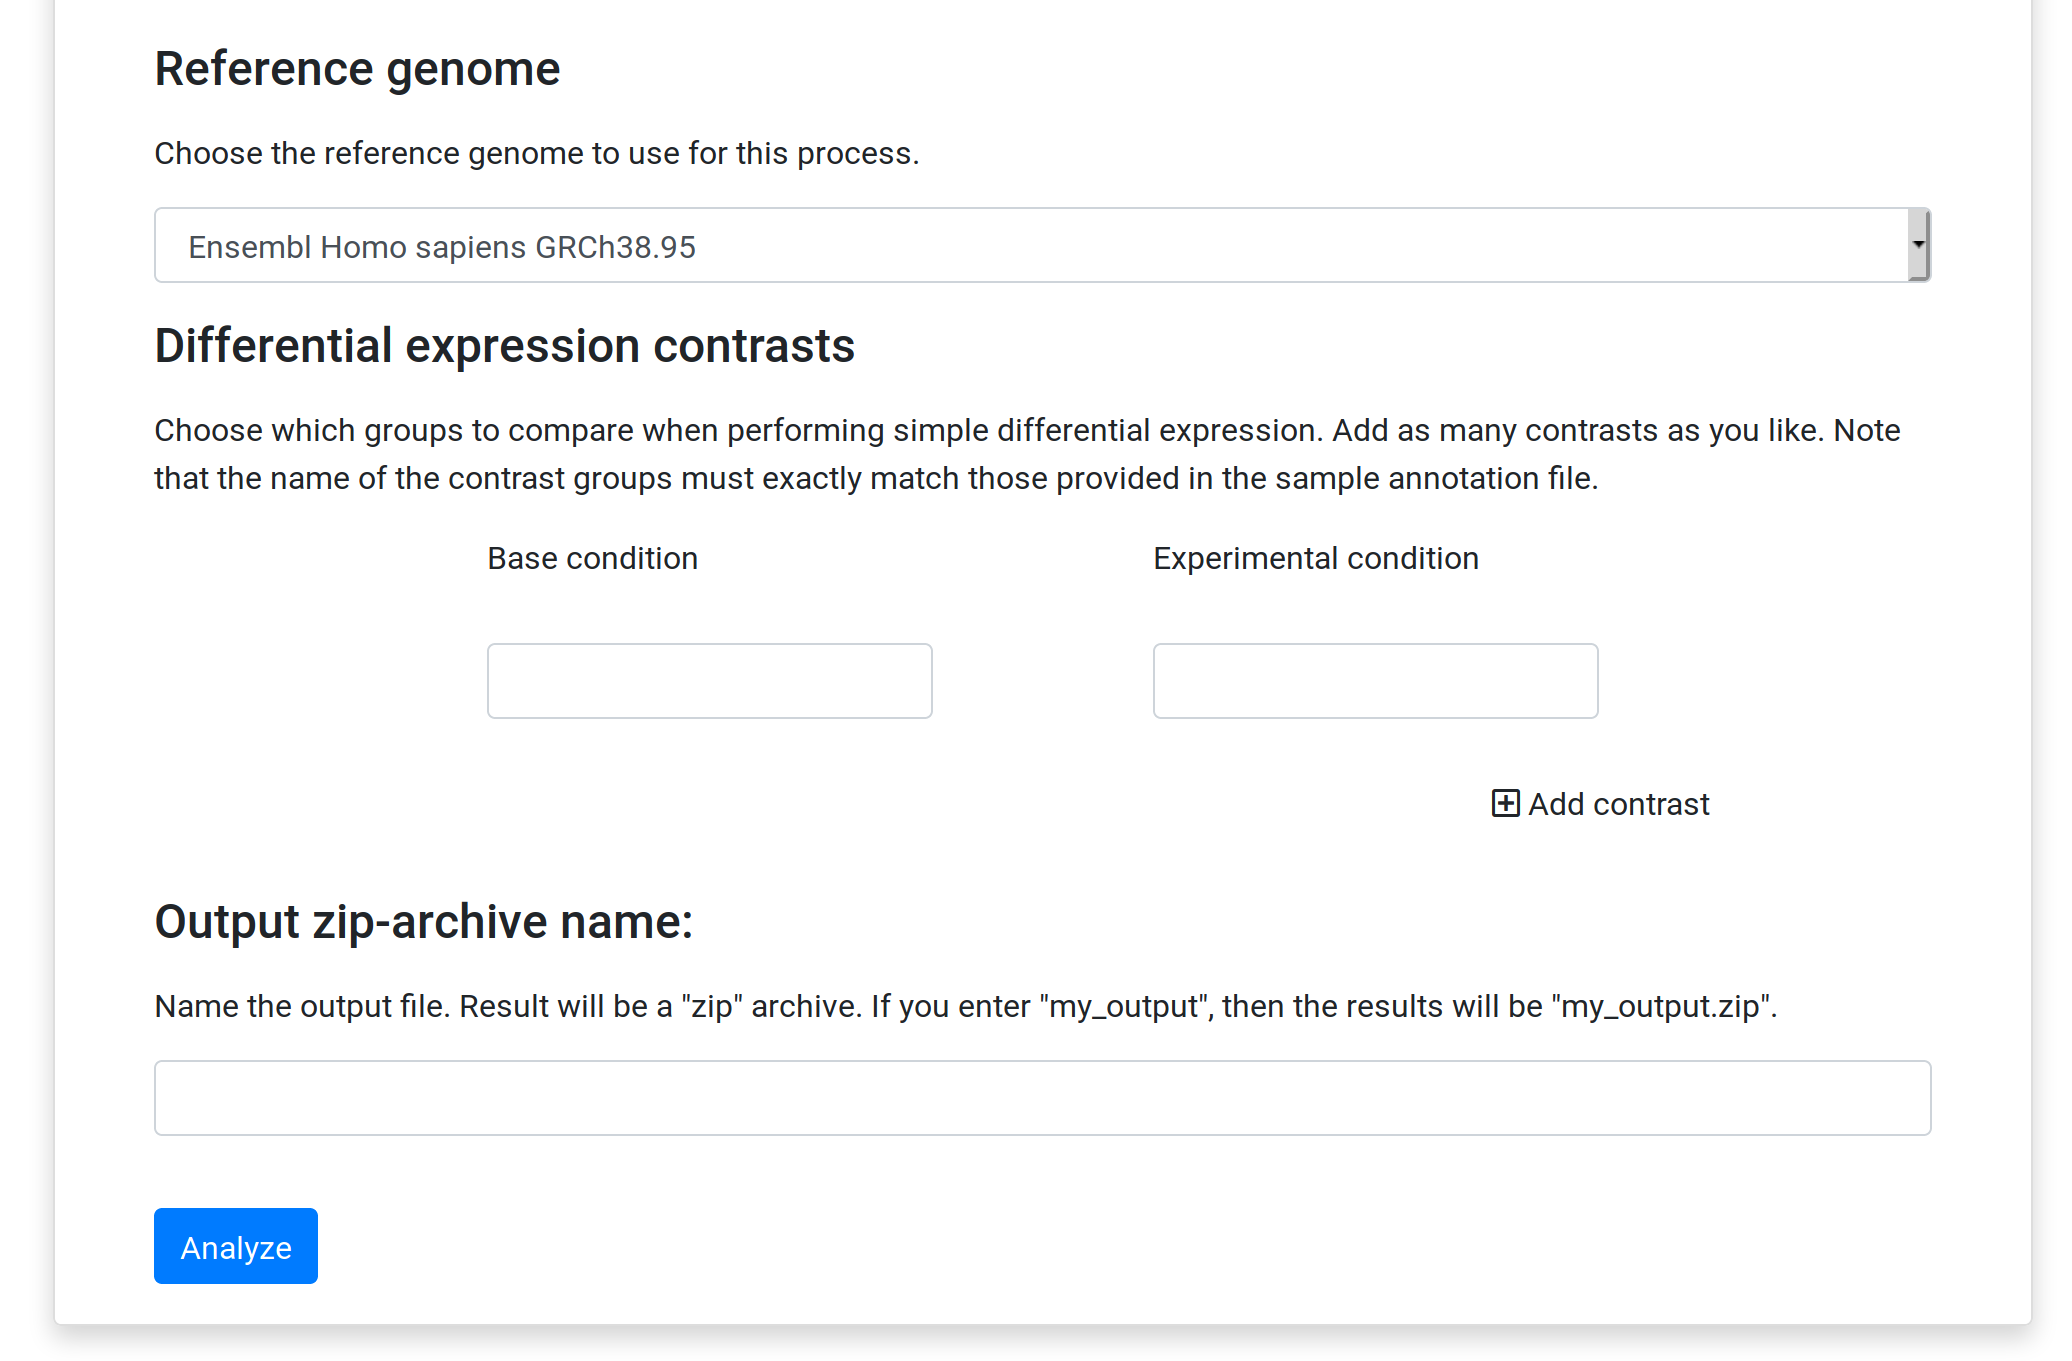 Reference genome
Choose the reference genome to use for this process.
Ensembl Homo sapiens GRCh38.95
Differential expression contrasts
Choose which groups to compare when performing simple differential expression. Add as many contrasts as you like. Note
that the name of the contrast groups must exactly match those provided in the sample annotation file.
Base condition
Experimental condition
Add contrast
Output zip-archive name:
Name the output file. Result will be a "zip" archive. If you enter "my_output", then the results will be "my_output.zip".
Analyze